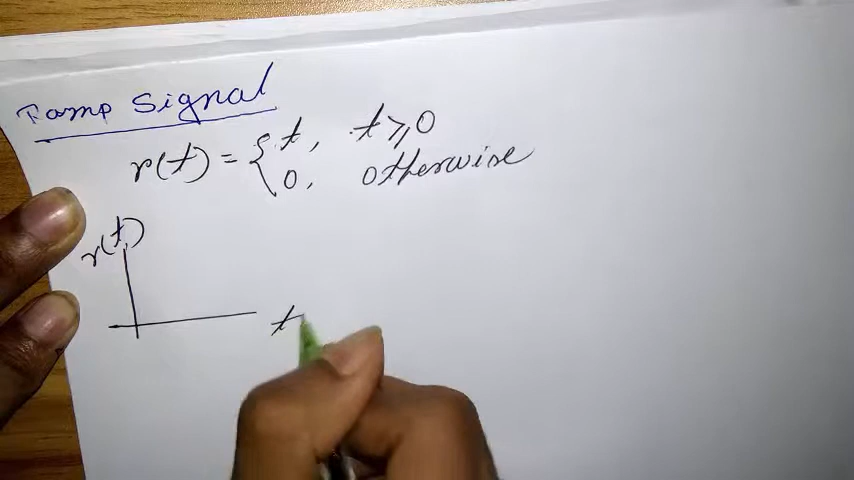 Ramp Signal
r(t) = { t, t ≥ 0
0, otherwise
r(t)
t